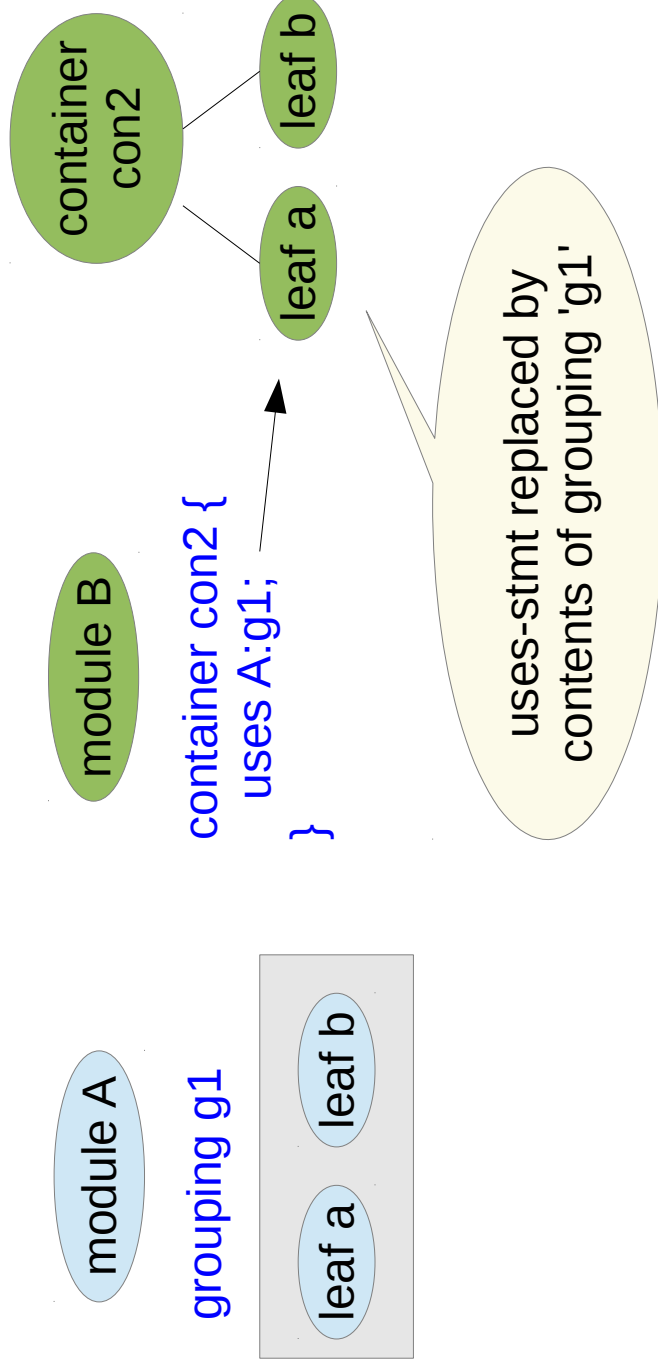 module A
grouping g1
leaf a
leaf b
module B
container con2 {
uses A:g1;
}
container
con2
leaf a
leaf b
uses-stmt replaced by
contents of grouping 'g1'